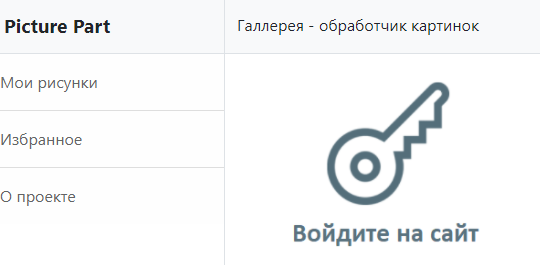 Picture Part
Галлерея - обработчик картинок
Мои рисунки
Избранное
О проекте
Войдите на сайт